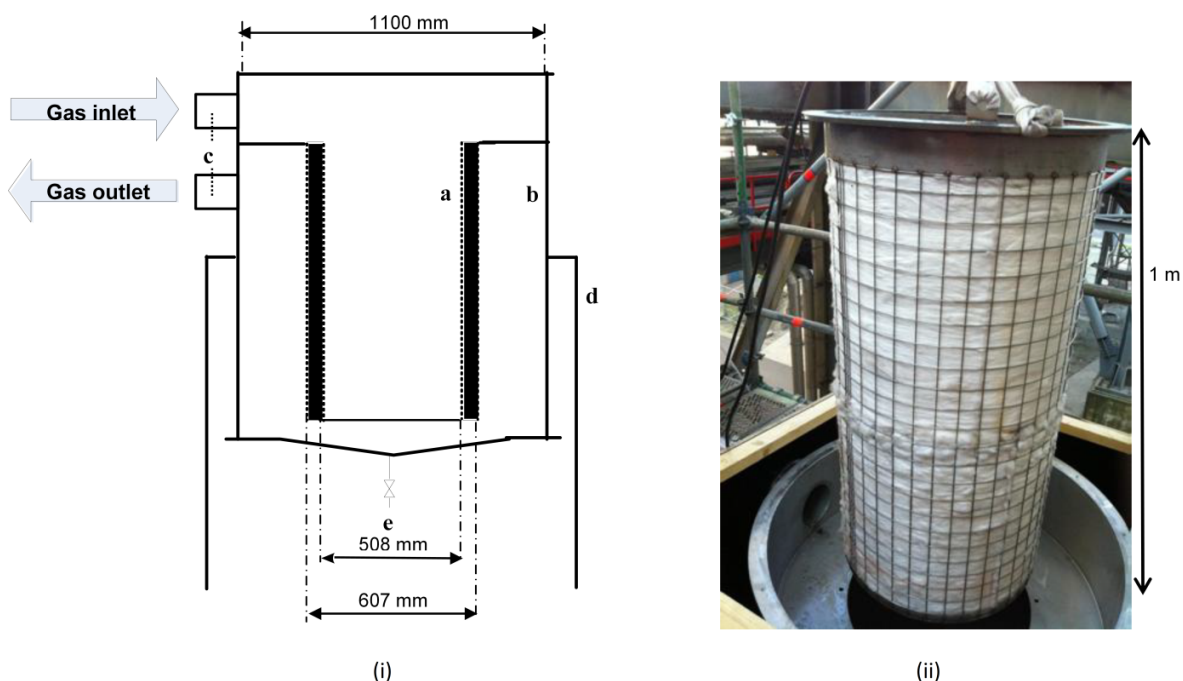 1100 mm
Gas inlet
c
Gas outlet
a
b
d
1 m
e
508 mm
607 mm
(i)
(ii)